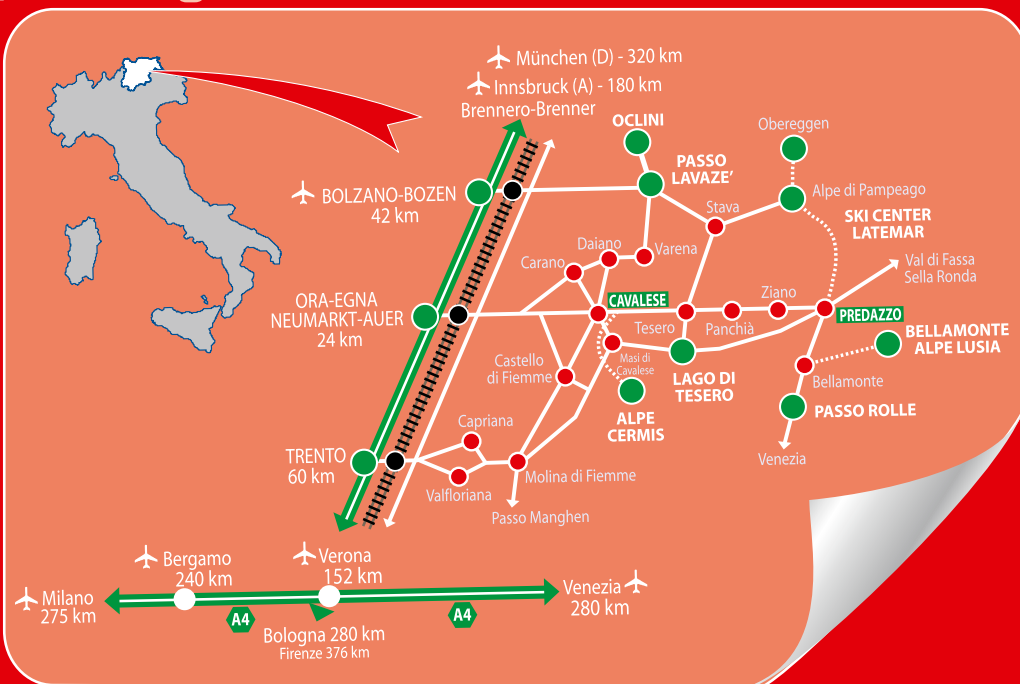 München (D) - 320 km
Innsbruck (A) - 180 km
Brennero-Brenner
OCLINI
Obereggen
PASSO
LAVAZE’
BOLZANO-BOZEN
42 km
Alpe di Pampeago
Stava
SKI CENTER
LATEMAR
Daiano
Varena
Carano
Val di Fassa
Sella Ronda
ORA-EGNA
NEUMARKT-AUER
24 km
CAVALESE
Ziano
PREDAZZO
Tesero
Panchià
BELLAMONTE
ALPE LUSIA
Castello
di Fiemme
Masi di
Cavalese
LAGO DI
TESERO
Bellamonte
ALPE
CERMIS
PASSO ROLLE
Capriana
TRENTO
60 km
Venezia
Molina di Fiemme
Valfloriana
Passo Manghen
Bergamo
240 km
Verona
152 km
Milano
275 km
Venezia
280 km
A4
A4
Bologna 280 km
Firenze 376 km